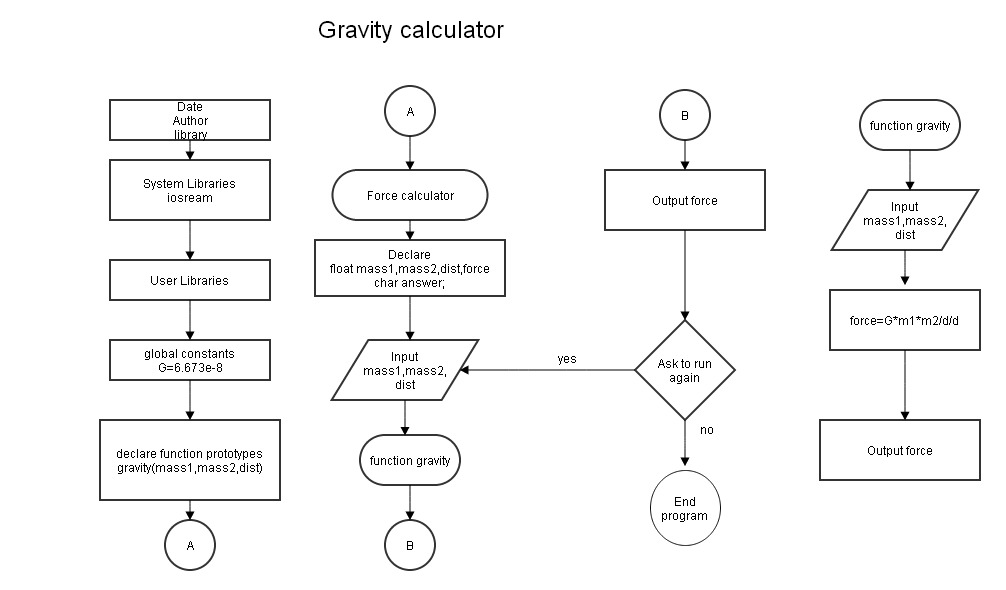 Gravity calculator
Date
Author
library
System Libraries
iosream
User Libraries
global constants
G=6.673e-8
declare function prototypes
gravity(mass1,mass2,dist)
A
A
Force calculator
Declare
float mass1,mass2,dist,force
char answer;
Input
mass1,mass2,
dist
function gravity
B
B
Output force
Ask to run
again
yes
no
End
program
function gravity
Input
mass1,mass2,
dist
force=G*m1*m2/d/d
Output force